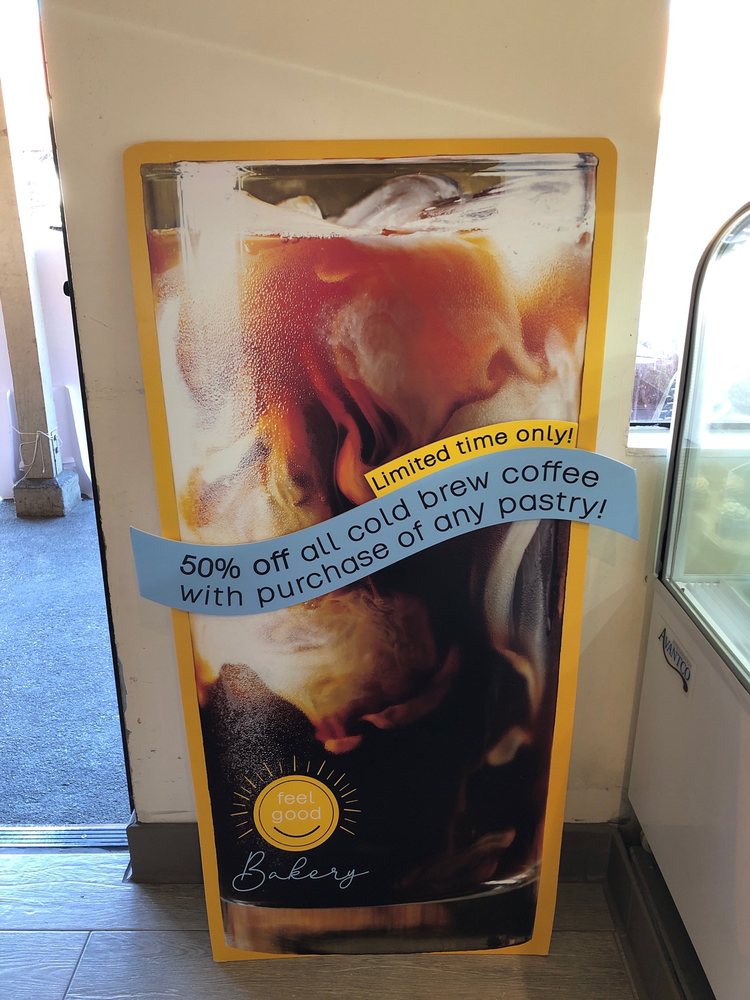 Limited time only!
50% off all cold brew coffee
with purchase of any pastry!
feel
good
Bakery
AVANTCO